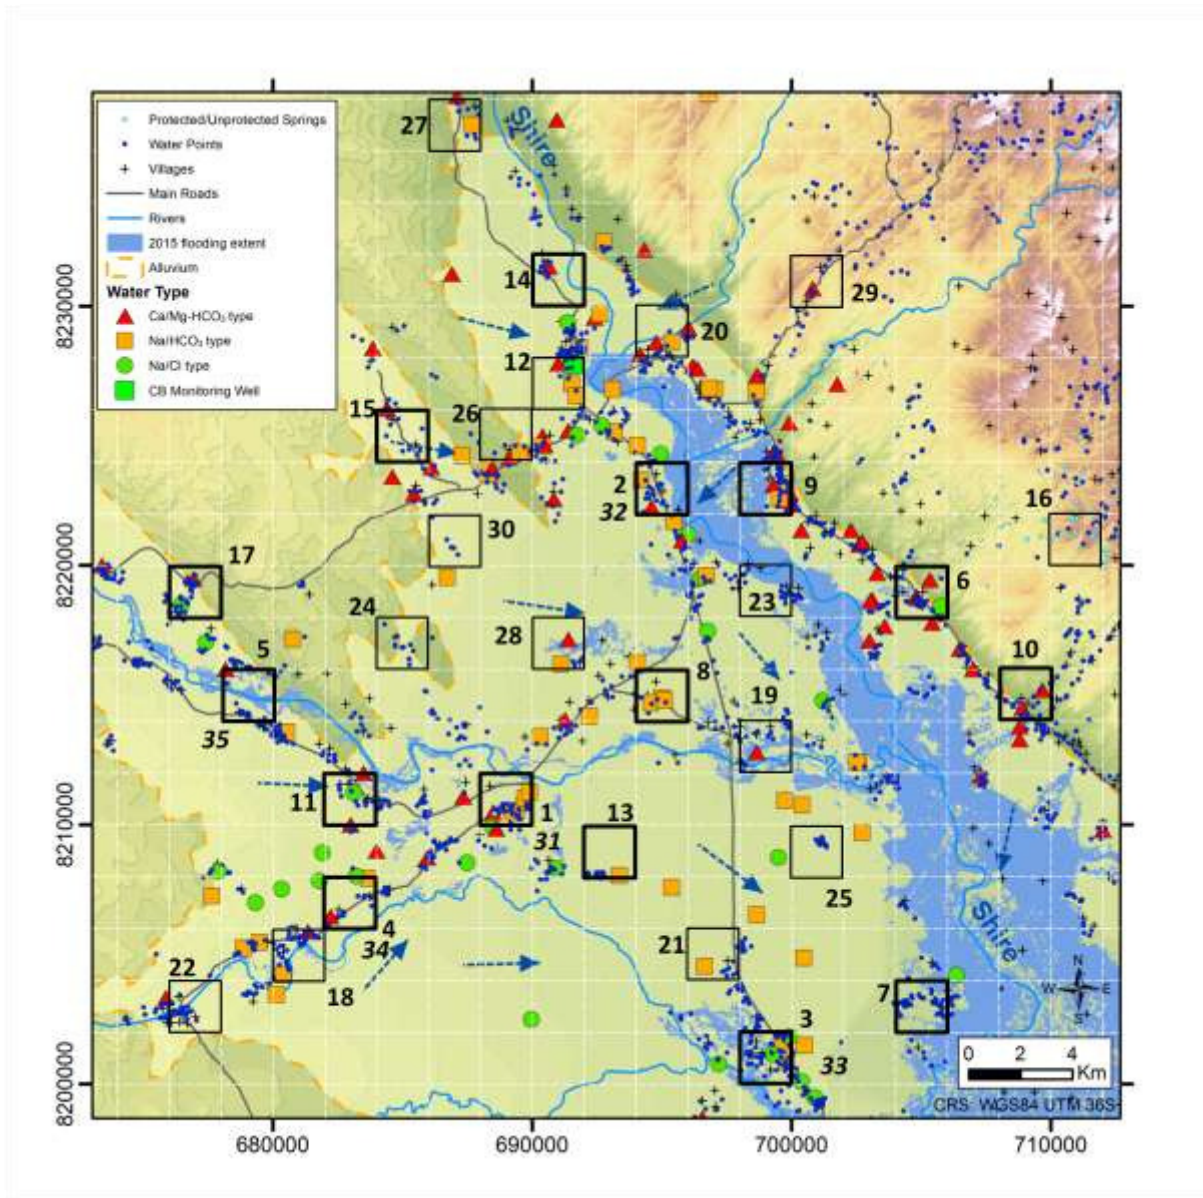 Protected/Unprotected Springs
Water Points
Villages
Main Roads
Rivers
2015 flooding extent
Alluvium
Water Type
Ca/Mg-HCO₃ type
Na/HCO₃ type
Na/Cl type
CB Monitoring Well
27
Shire
14
29
20
12
15
26
2
32
9
16
17
30
6
24
28
23
5
8
10
35
19
11
1
31
13
25
4
34
Shire
21
22
18
7
3
33
N
W E
S
0 2 4
Km
CRS: WGS84 UTM 36S
8230000
8220000
8210000
8200000
680000 690000 700000 710000